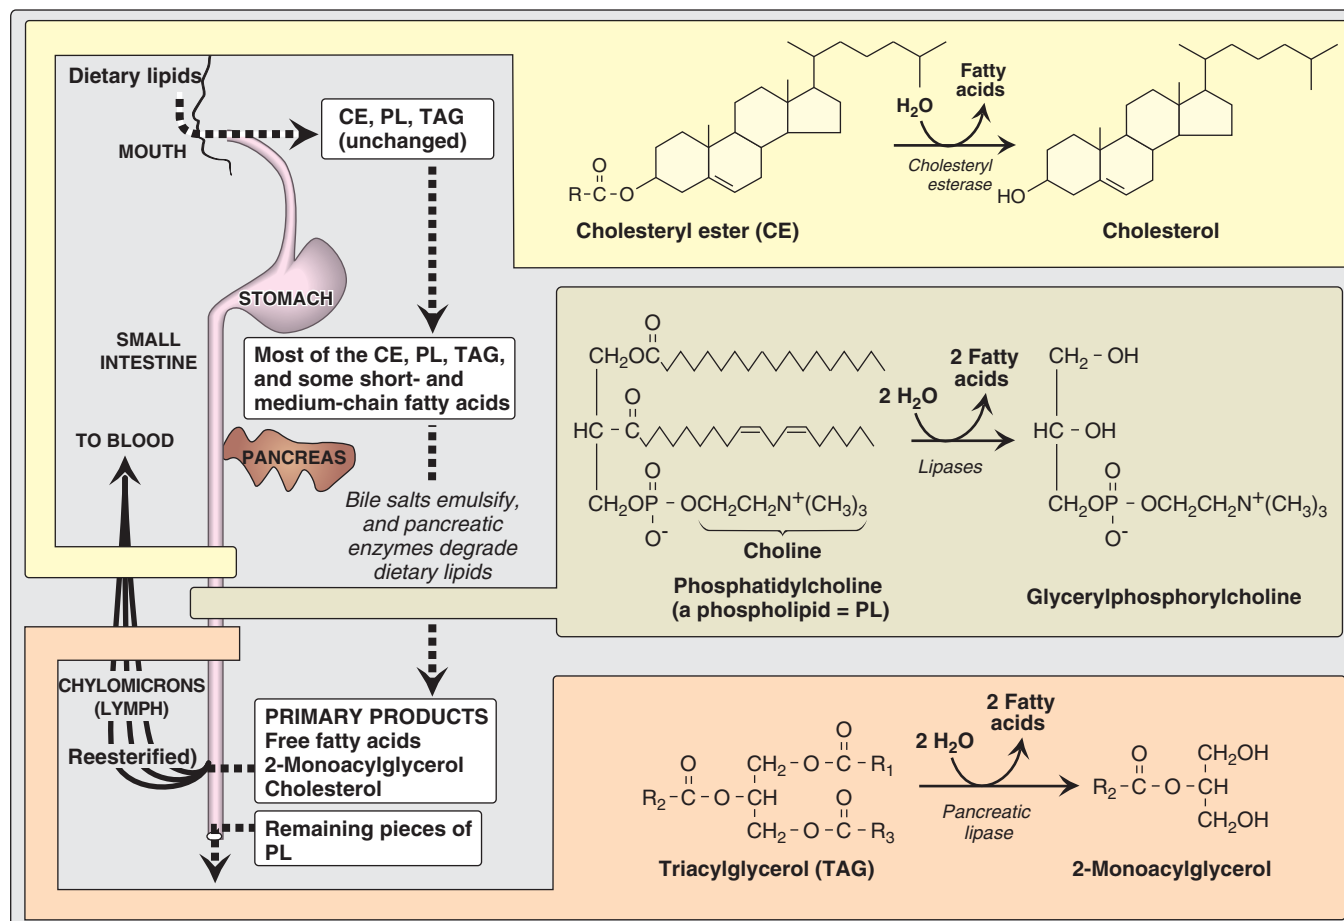 Dietary lipids
MOUTH
CE, PL, TAG
(unchanged)
STOMACH
SMALL
INTESTINE
Most of the CE, PL, TAG,
and some short- and
medium-chain fatty acids
TO BLOOD
PANCREAS
Bile salts emulsify,
and pancreatic
enzymes degrade
dietary lipids
CHYLOMICRONS
(LYMPH)
Reesterified)
PRIMARY PRODUCTS
Free fatty acids
2-Monoacylglycerol
Cholesterol
Remaining pieces of
PL
O
R-C-O
Cholesteryl ester (CE)
H2O
Fatty
acids
Cholesteryl
esterase
HO
Cholesterol
O
CH2OC
O
HC - C
O
CH2OP - OCH2CH2N+(CH3)3
O-
Choline
Phosphatidylcholine
(a phospholipid = PL)
2 H2O
2 Fatty
acids
Lipases
CH2 - OH
HC - OH
O
CH2OP - OCH2CH2N+(CH3)3
O-
Glycerylphosphorylcholine
O
CH2-O-C-R1
O
R2-C-O-CH
O
CH2-O-C-R3
Triacylglycerol (TAG)
2 H2O
2 Fatty
acids
Pancreatic
lipase
CH2OH
O
R2-C-O-CH
CH2OH
2-Monoacylglycerol